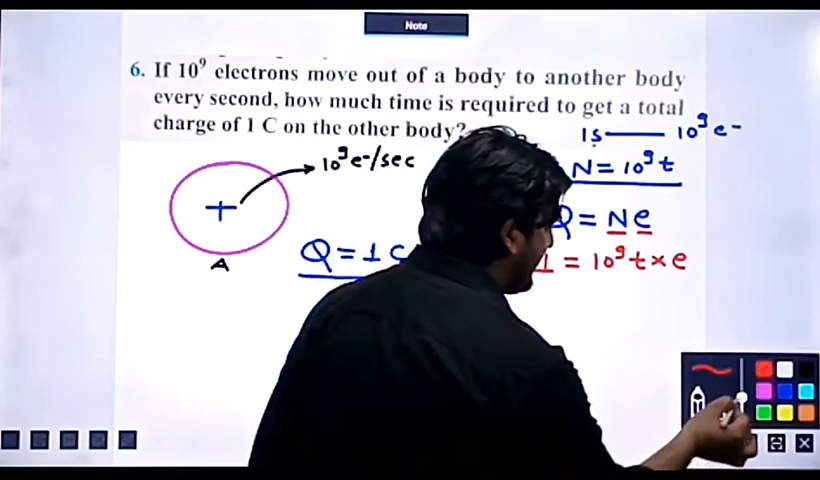 Note
6. If 10⁹ electrons move out of a body to another body
every second, how much time is required to get a total
charge of 1 C on the other body?
1s —— 10⁹ e-
10⁹e-/sec
N = 10⁹ t
+
= Ne
Q = 1 C
1 = 10⁹ t × e
A